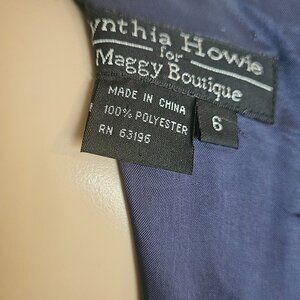 ynthia Howie
for
Maggy Boutique
MADE IN CHINA
100% POLYESTER
RN 63196
6